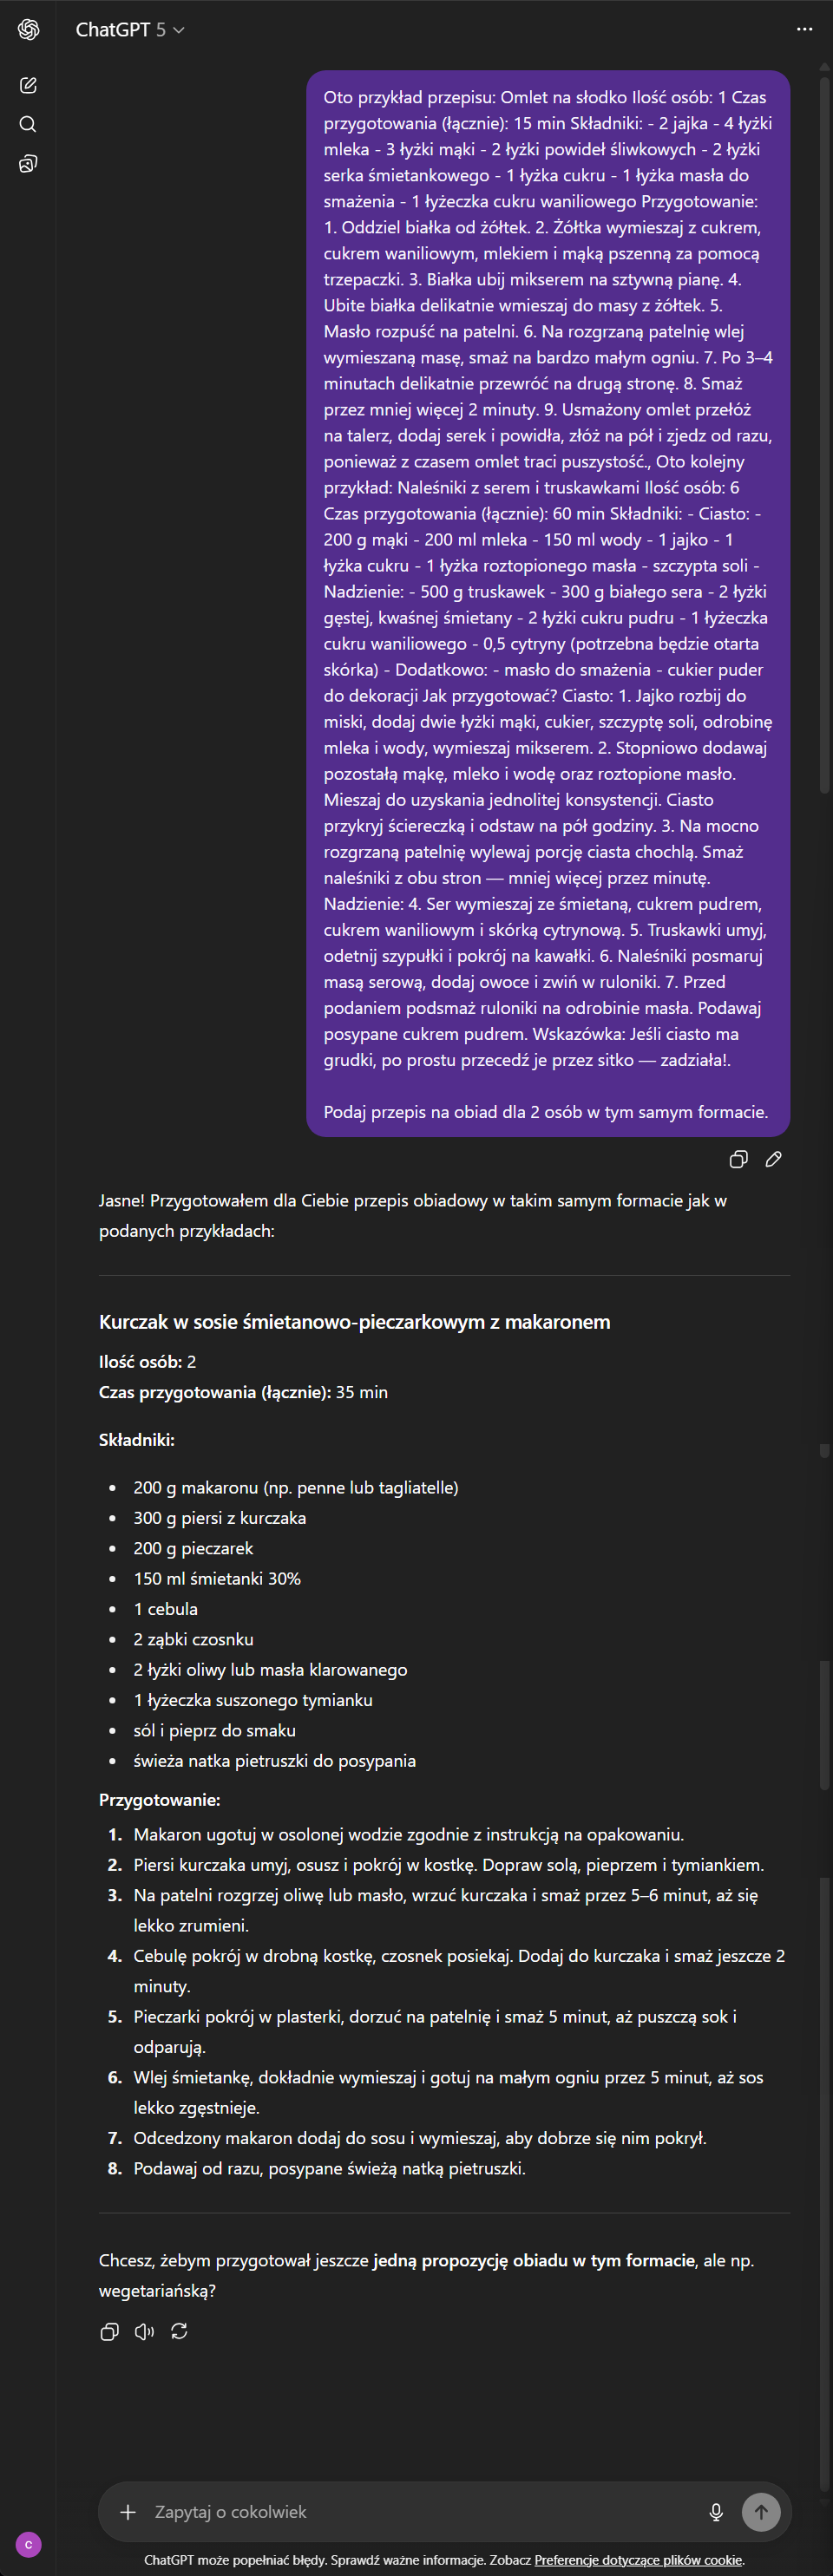 ChatGPT 5
Oto przykład przepisu: Omlet na słodko Ilość osób: 1 Czas
przygotowania (łącznie): 15 min Składniki: - 2 jajka - 4 łyżki
mleka - 3 łyżki mąki - 2 łyżki powideł śliwkowych - 2 łyżki
serka śmietankowego - 1 łyżka cukru - 1 łyżka masła do
smażenia - 1 łyżeczka cukru waniliowego Przygotowanie:
1. Oddziel białka od żółtek. 2. Żółtka wymieszaj z cukrem,
cukrem waniliowym, mlekiem i mąką pszenną za pomocą
trzepaczki. 3. Białka ubij mikserem na sztywną pianę. 4.
Ubite białka delikatnie wmieszaj do masy z żółtek. 5.
Masło rozpuść na patelni. 6. Na rozgrzaną patelnię wlej
wymieszaną masę, smaż na bardzo małym ogniu. 7. Po 3–4
minutach delikatnie przewróć na drugą stronę. 8. Smaż
przez mniej więcej 2 minuty. 9. Usmażony omlet przełóż
na talerz, dodaj serek i powidła, złóż na pół i zjedz od razu,
ponieważ z czasem omlet traci puszystość., Oto kolejny
przykład: Naleśniki z serem i truskawkami Ilość osób: 6
Czas przygotowania (łącznie): 60 min Składniki: - Ciasto: -
200 g mąki - 200 ml mleka - 150 ml wody - 1 jajko - 1
łyżka cukru - 1 łyżka roztopionego masła - szczypta soli -
Nadzienie: - 500 g truskawek - 300 g białego sera - 2 łyżki
gęstej, kwaśnej śmietany - 2 łyżki cukru pudru - 1 łyżeczka
cukru waniliowego - 0,5 cytryny (potrzebna będzie otarta
skórka) - Dodatkowo: - masło do smażenia - cukier puder
do dekoracji Jak przygotować? Ciasto: 1. Jajko rozbij do
miski, dodaj dwie łyżki mąki, cukier, szczyptę soli, odrobinę
mleka i wody, wymieszaj mikserem. 2. Stopniowo dodawaj
pozostałą mąkę, mleko i wodę oraz roztopione masło.
Mieszaj do uzyskania jednolitej konsystencji. Ciasto
przykryj ściereczką i odstaw na pół godziny. 3. Na mocno
rozgrzaną patelnię wylewaj porcję ciasta chochlą. Smaż
naleśniki z obu stron — mniej więcej przez minutę.
Nadzienie: 4. Ser wymieszaj ze śmietaną, cukrem pudrem,
cukrem waniliowym i skórką cytrynową. 5. Truskawki umyj,
odetnij szypułki i pokrój na kawałki. 6. Naleśniki posmaruj
masą serową, dodaj owoce i zwiń w ruloniki. 7. Przed
podaniem podsmaż ruloniki na odrobinie masła. Podawaj
posypane cukrem pudrem. Wskazówka: Jeśli ciasto ma
grudki, po prostu przecedź je przez sitko — zadziała!.
Podaj przepis na obiad dla 2 osób w tym samym formacie.
Jasne! Przygotowałem dla Ciebie przepis obiadowy w takim samym formacie jak w
podanych przykładach:
Kurczak w sosie śmietanowo-pieczarkowym z makaronem
Ilość osób: 2
Czas przygotowania (łącznie): 35 min
Składniki:
• 200 g makaronu (np. penne lub tagliatelle)
• 300 g piersi z kurczaka
• 200 g pieczarek
• 150 ml śmietanki 30%
• 1 cebula
• 2 ząbki czosnku
• 2 łyżki oliwy lub masła klarowanego
• 1 łyżeczka suszonego tymianku
• sól i pieprz do smaku
• świeża natka pietruszki do posypania
Przygotowanie:
1. Makaron ugotuj w osolonej wodzie zgodnie z instrukcją na opakowaniu.
2. Piersi kurczaka umyj, osusz i pokrój w kostkę. Dopraw solą, pieprzem i tymiankiem.
3. Na patelni rozgrzej oliwę lub masło, wrzuć kurczaka i smaż przez 5–6 minut, aż się
lekko zrumieni.
4. Cebulę pokrój w drobną kostkę, czosnek posiekaj. Dodaj do kurczaka i smaż jeszcze 2
minuty.
5. Pieczarki pokrój w plasterki, dorzuć na patelnię i smaż 5 minut, aż puszczą sok i
odparują.
6. Wlej śmietankę, dokładnie wymieszaj i gotuj na małym ogniu przez 5 minut, aż sos
lekko zgęstnieje.
7. Odcedzony makaron dodaj do sosu i wymieszaj, aby dobrze się nim pokrył.
8. Podawaj od razu, posypane świeżą natką pietruszki.
Chcesz, żebym przygotował jeszcze jedną propozycję obiadu w tym formacie, ale np.
wegetariańską?
Zapytaj o cokolwiek
C
ChatGPT może popełniać błędy. Sprawdź ważne informacje. Zobacz Preferencje dotyczące plików cookie.